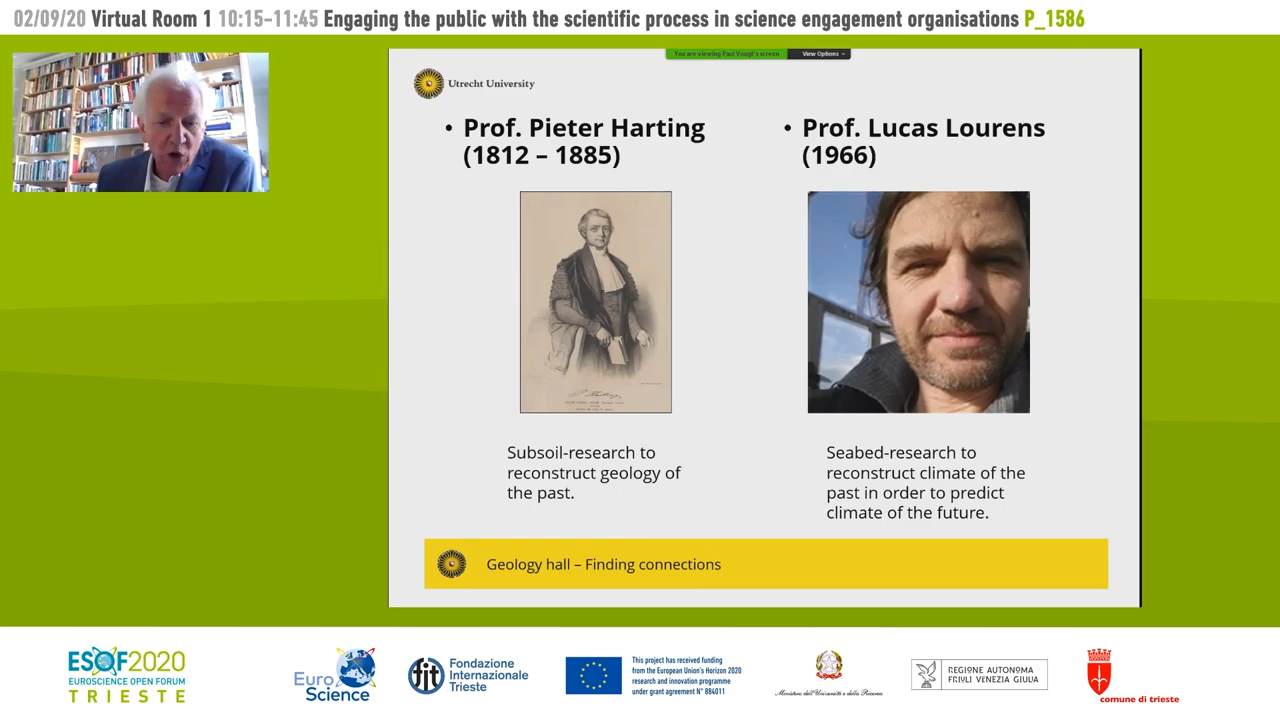 02/09/20 Virtual Room 1 10:15-11:45 Engaging the public with the scientific process in science engagement organisations P_1586
You are viewing Paul Voogt's screen View Options
Utrecht University
• Prof. Pieter Harting
(1812 – 1885)
• Prof. Lucas Lourens
(1966)
Subsoil-research to
reconstruct geology of
the past.
Seabed-research to
reconstruct climate of the
past in order to predict
climate of the future.
Geology hall – Finding connections
ESOF2020
EUROSCIENCE OPEN FORUM
TRIESTE
Euro
Science
fit
Fondazione
Internazionale
Trieste
This project has received funding
from the European Union's Horizon 2020
research and innovation programme
under grant agreement N° 884011
Ministero dell'Università e della Ricerca
REGIONE AUTONOMA
FRIULI VENEZIA GIULIA
comune di trieste